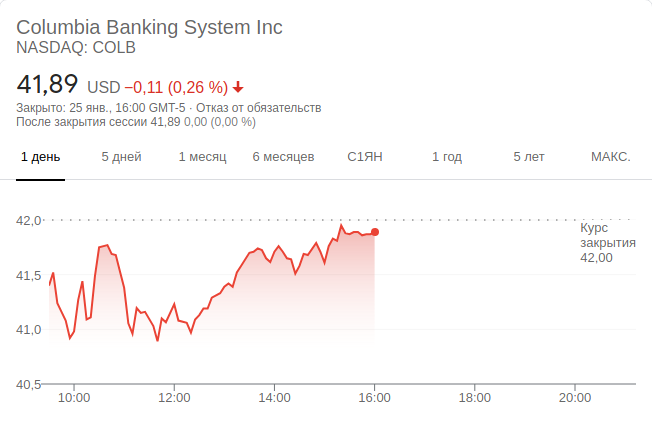 Columbia Banking System Inc
NASDAQ: COLB
41,89 USD −0,11 (0,26 %)
Закрыто: 25 янв., 16:00 GMT-5 · Отказ от обязательств
После закрытия сессии 41,89 0,00 (0,00 %)
1 день 5 дней 1 месяц 6 месяцев С1ЯН 1 год 5 лет МАКС.
42,0
Курс
закрытия
42,00
41,5
41,0
40,5
10:00 12:00 14:00 16:00 18:00 20:00